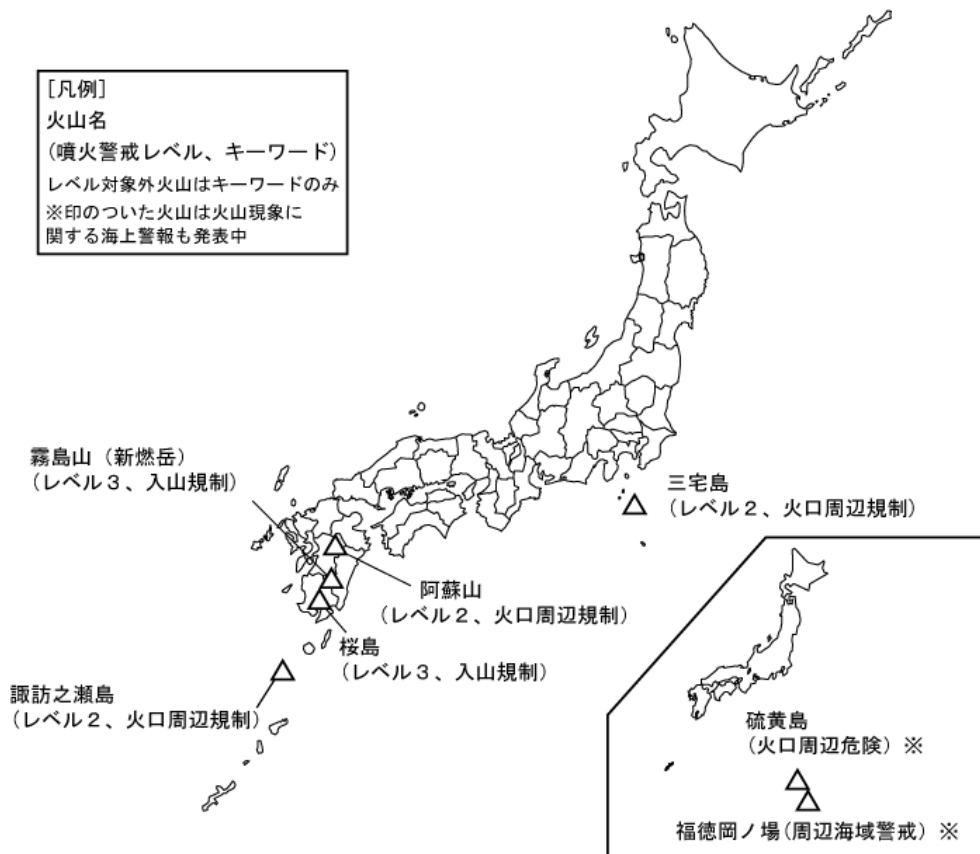 [凡例]
火山名
(噴火警戒レベル、キーワード)
レベル対象外火山はキーワードのみ
※印のついた火山は火山現象に
関する海上警報も発表中
霧島山（新燃岳）
（レベル３、入山規制）
三宅島
（レベル２、火口周辺規制）
阿蘇山
（レベル２、火口周辺規制）
桜島
（レベル３、入山規制）
諏訪之瀬島
（レベル２、火口周辺規制）
硫黄島
（火口周辺危険）※
福徳岡ノ場(周辺海域警戒）※